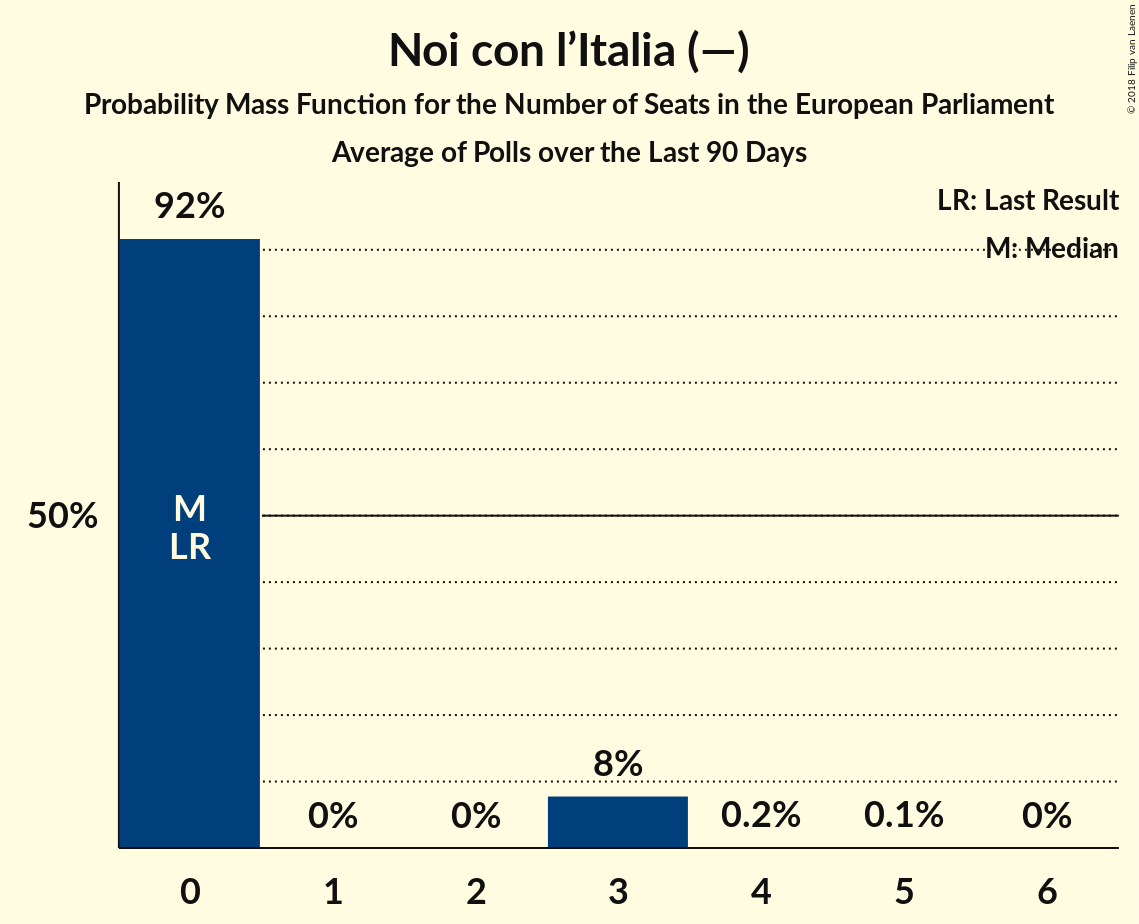 Noi con l’Italia (—)
Probability Mass Function for the Number of Seats in the European Parliament
Average of Polls over the Last 90 Days
© 2018 Filip van Laenen
LR: Last Result
M: Median
92%
50%
M
LR
0%
0%
8%
0.2%
0.1%
0%
0
1
2
3
4
5
6